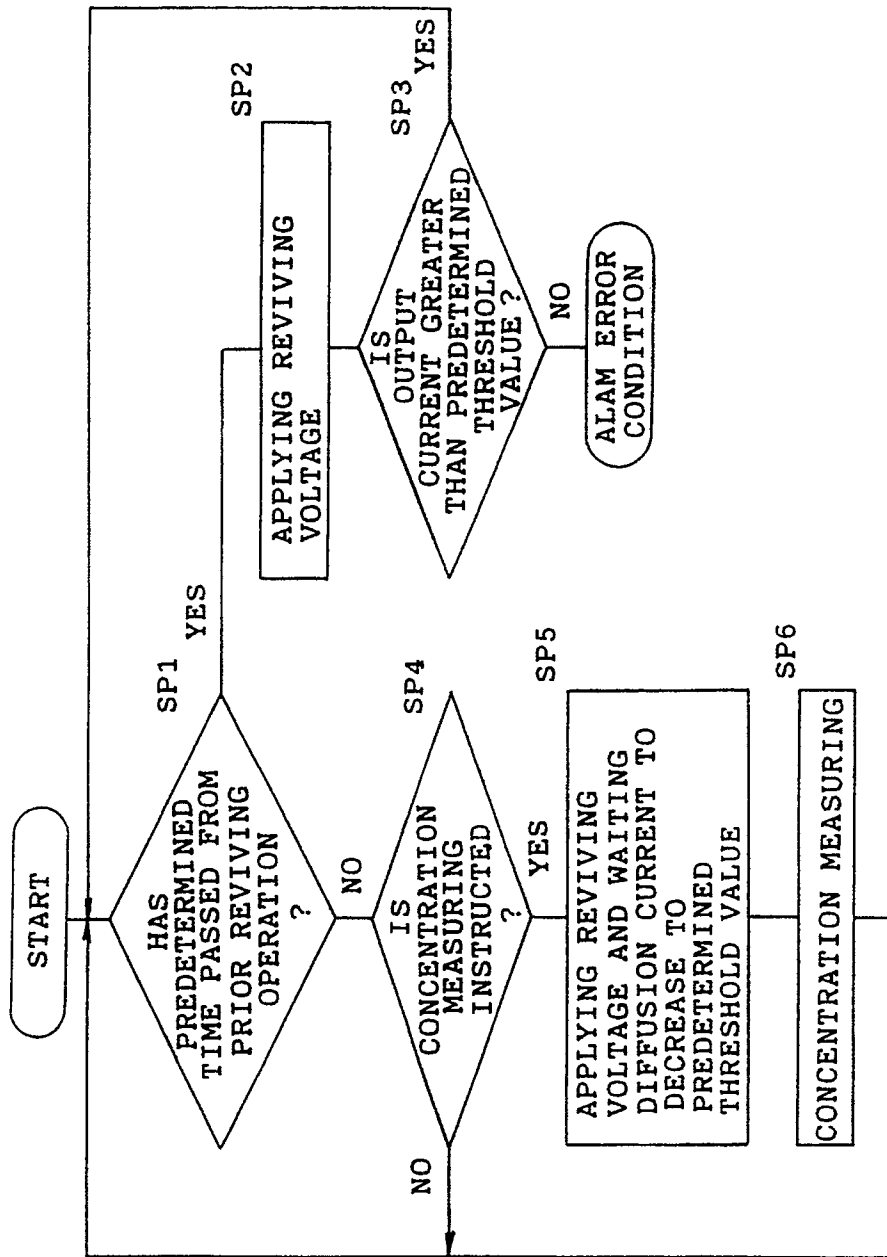 START
SP1
HAS
PREDETERMINED
TIME PASSED FROM
PRIOR REVIVING
OPERATION
?
YES
NO
SP2
APPLYING REVIVING
VOLTAGE
SP3
IS
OUTPUT
CURRENT GREATER
THAN PREDETERMINED
THRESHOLD
VALUE?
YES
NO
ALAM ERROR
CONDITION
SP4
IS
CONCENTRATION
MEASURING
INSTRUCTED
?
NO
YES
SP5
APPLYING REVIVING
VOLTAGE AND WAITING
DIFFUSION CURRENT TO
DECREASE TO
PREDETERMINED
THRESHOLD VALUE
SP6
CONCENTRATION MEASURING